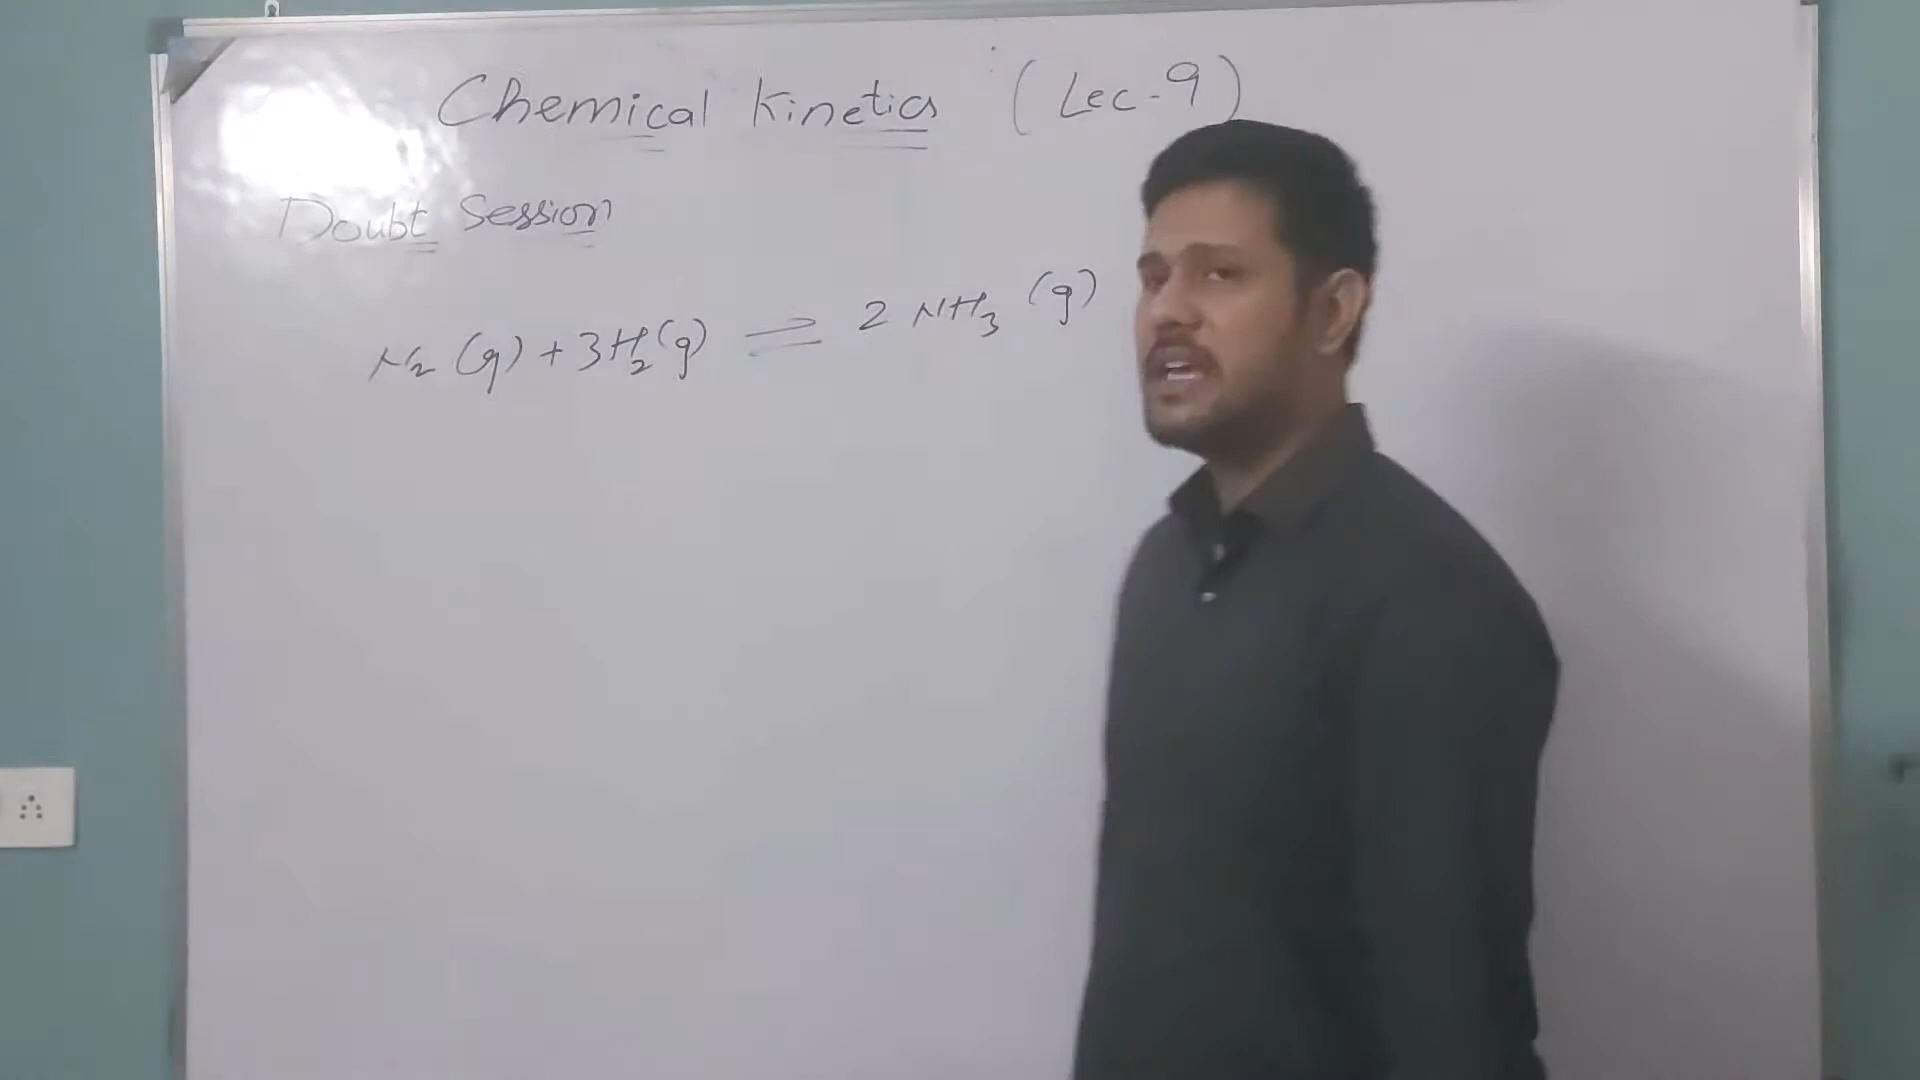 Chemical Kinetics (Lec-9)
Doubt Session
N₂ (g) + 3H₂(g) ⇌ 2 NH₃ (g)